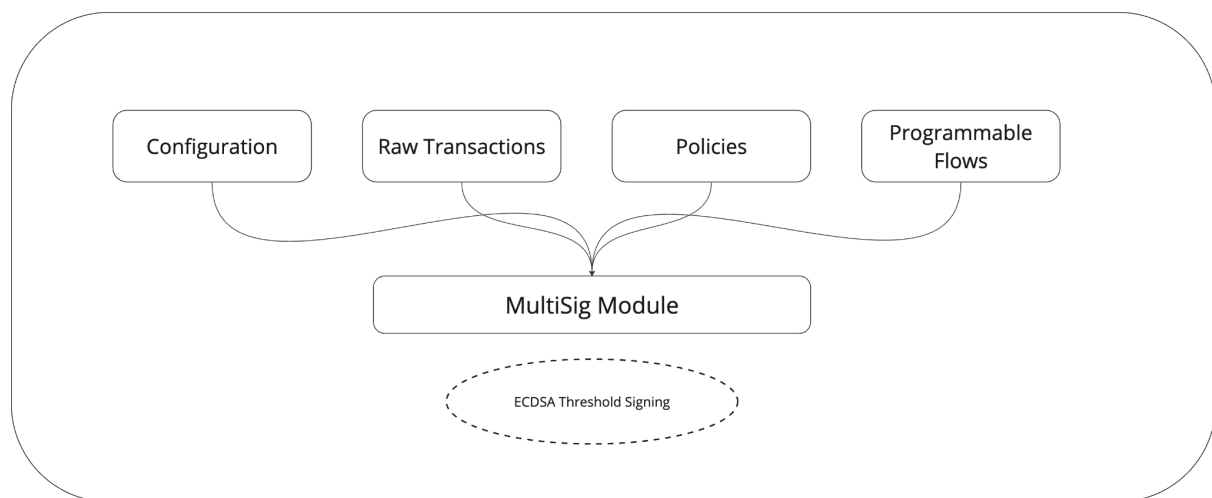 Configuration
Raw Transactions
Policies
Programmable
Flows
MultiSig Module
ECDSA Threshold Signing